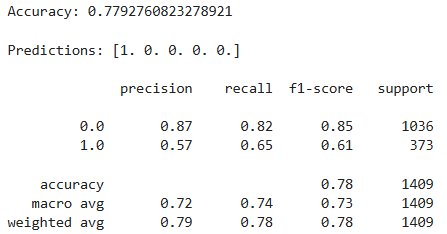 Accuracy: 0.7792760823278921
Predictions: [1. 0. 0. 0. 0.]
precision recall f1-score support
0.0 0.87 0.82 0.85 1036
1.0 0.57 0.65 0.61 373
accuracy 0.78 1409
macro avg 0.72 0.74 0.73 1409
weighted avg 0.79 0.78 0.78 1409